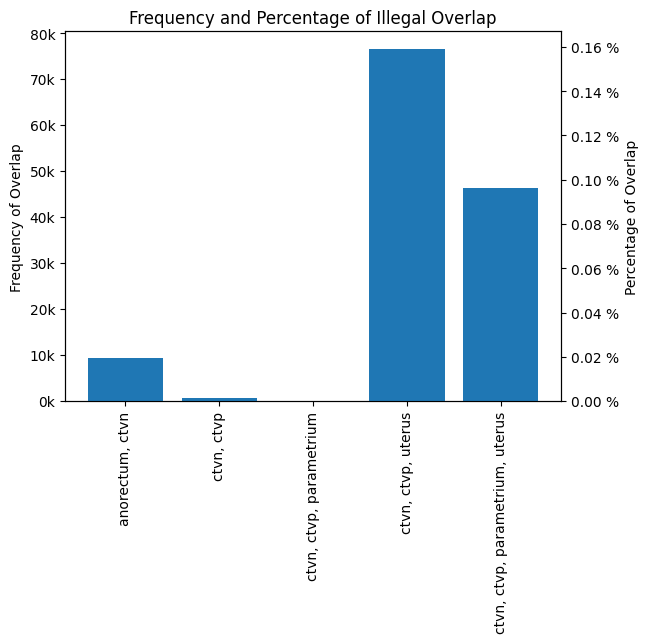 Frequency and Percentage of Illegal Overlap
Frequency of Overlap
80k
70k
60k
50k
40k
30k
20k
10k
0k
0.16 %
0.14 %
0.12 %
0.10 %
0.08 %
0.06 %
0.04 %
0.02 %
0.00 %
Percentage of Overlap
anorectum, ctvn
ctvn, ctvp
ctvn, ctvp, parametrium
ctvn, ctvp, uterus
ctvn, ctvp, parametrium, uterus